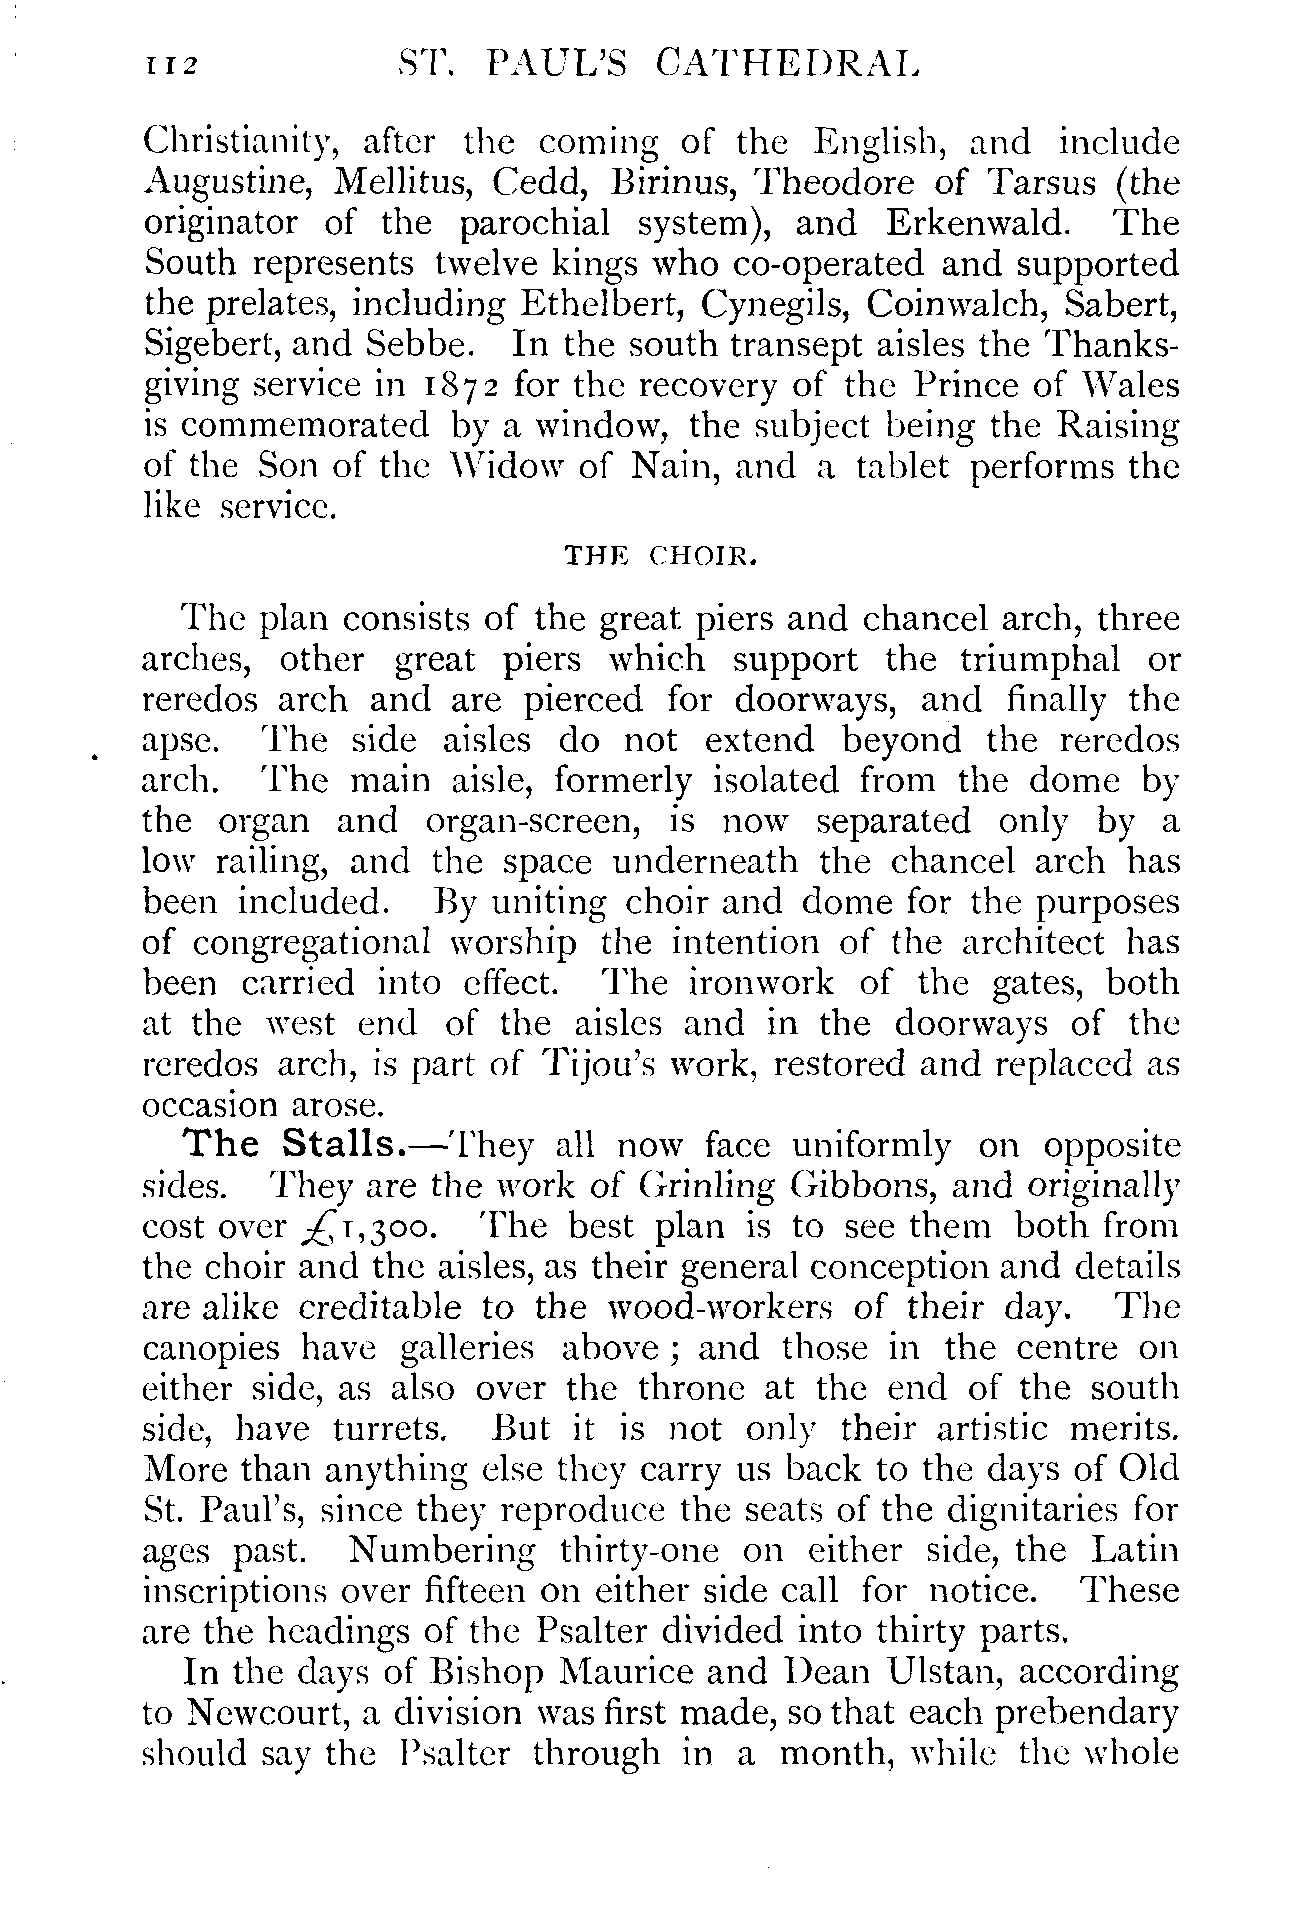 112 ST. PAUL'S CATHEDRAL
Christianity, after the coming of the English, and include
Augustine, Mellitus, Cedd, Birinus, Theodore of Tarsus (the
originator of the parochial system), and Erkenwald. The
South represents twelve kings who co-operated and supported
the prelates, including Ethelbert, Cynegils, Coinwalch, Sabert,
Sigebert, and Sebbe. In the south transept aisles the Thanks-
giving service in 1872 for the recovery of the Prince of Wales
is commemorated by a window, the subject being the Raising
of the Son of the Widow of Nain, and a tablet performs the
like service.
THE CHOIR.
The plan consists of the great piers and chancel arch, three
arches, other great piers which support the triumphal or
reredos arch and are pierced for doorways, and finally the
apse. The side aisles do not extend beyond the reredos
arch. The main aisle, formerly isolated from the dome by
the organ and organ-screen, is now separated only by a
low railing, and the space underneath the chancel arch has
been included. By uniting choir and dome for the purposes
of congregational worship the intention of the architect has
been carried into effect. The ironwork of the gates, both
at the west end of the aisles and in the doorways of the
reredos arch, is part of Tijou's work, restored and replaced as
occasion arose.
The Stalls.—They all now face uniformly on opposite
sides. They are the work of Grinling Gibbons, and originally
cost over £1,300. The best plan is to see them both from
the choir and the aisles, as their general conception and details
are alike creditable to the wood-workers of their day. The
canopies have galleries above ; and those in the centre on
either side, as also over the throne at the end of the south
side, have turrets. But it is not only their artistic merits.
More than anything else they carry us back to the days of Old
St. Paul's, since they reproduce the seats of the dignitaries for
ages past. Numbering thirty-one on either side, the Latin
inscriptions over fifteen on either side call for notice. These
are the headings of the Psalter divided into thirty parts.
In the days of Bishop Maurice and Dean Ulstan, according
to Newcourt, a division was first made, so that each prebendary
should say the Psalter through in a month, while the whole